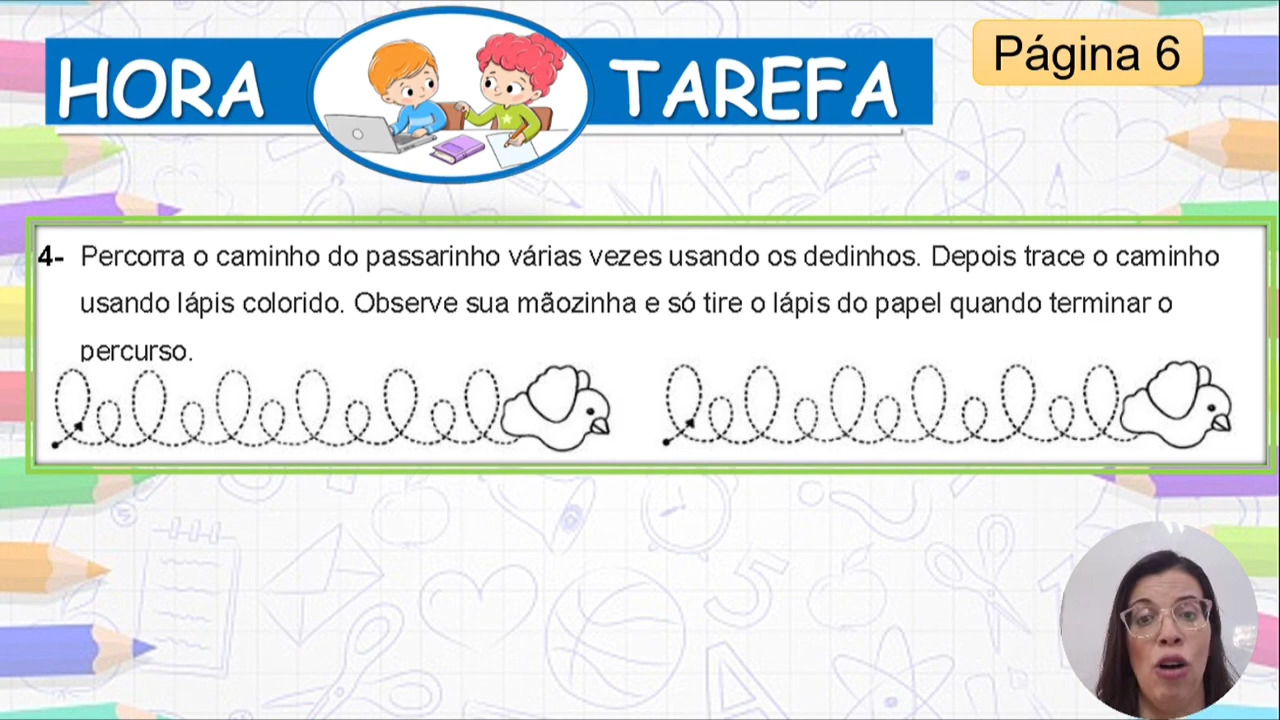 HORA TAREFA
Página 6
4- Percorra o caminho do passarinho várias vezes usando os dedinhos. Depois trace o caminho
usando lápis colorido. Observe sua mãozinha e só tire o lápis do papel quando terminar o
percurso.